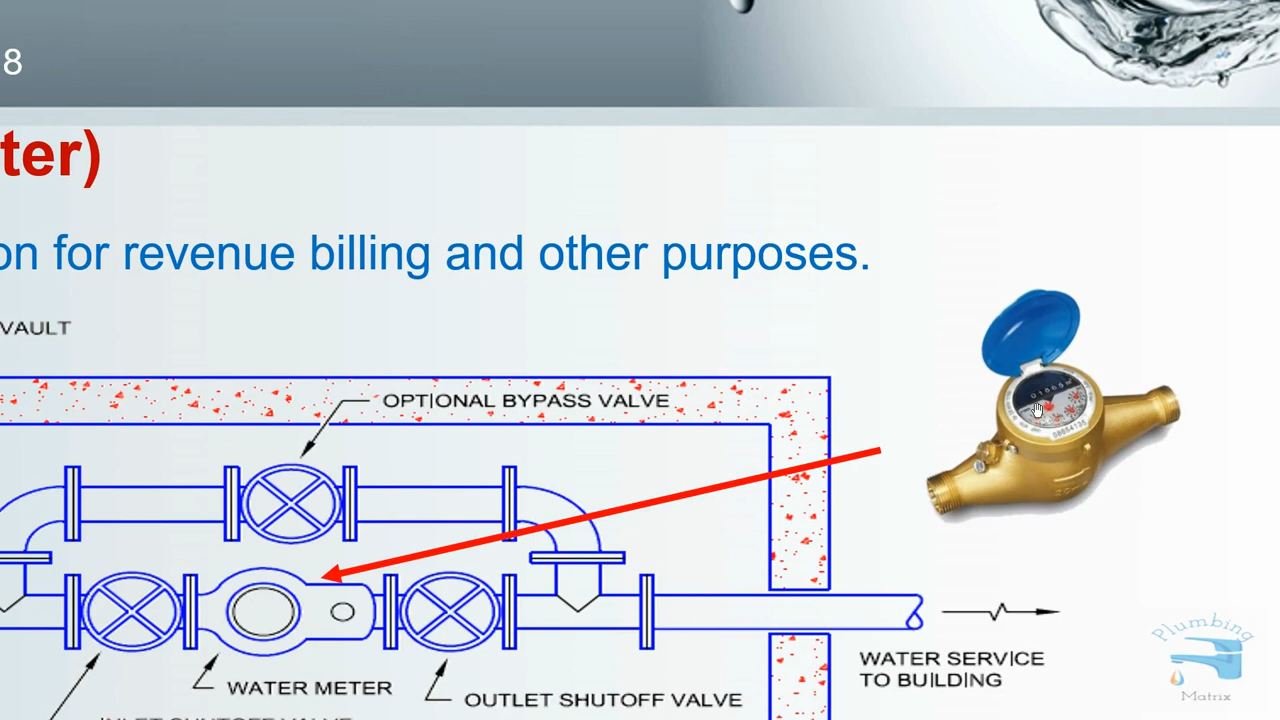 8
ter)
on for revenue billing and other purposes.
VAULT
OPTIONAL BYPASS VALVE
WATER METER
OUTLET SHUTOFF VALVE
WATER SERVICE
TO BUILDING
Plumbing
Matrix